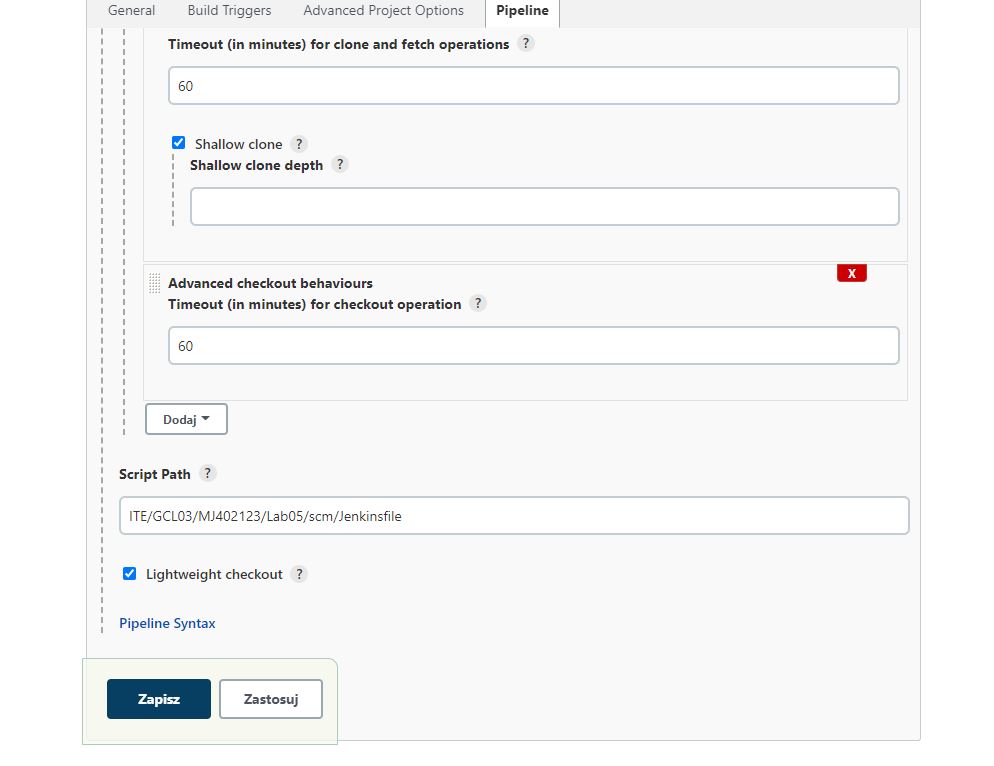 General Build Triggers Advanced Project Options Pipeline
Timeout (in minutes) for clone and fetch operations ?
60
Shallow clone ?
Shallow clone depth ?
X
Advanced checkout behaviours
Timeout (in minutes) for checkout operation ?
60
Dodaj
Script Path ?
ITE/GCL03/MJ402123/Lab05/scm/Jenkinsfile
Lightweight checkout ?
Pipeline Syntax
Zapisz Zastosuj